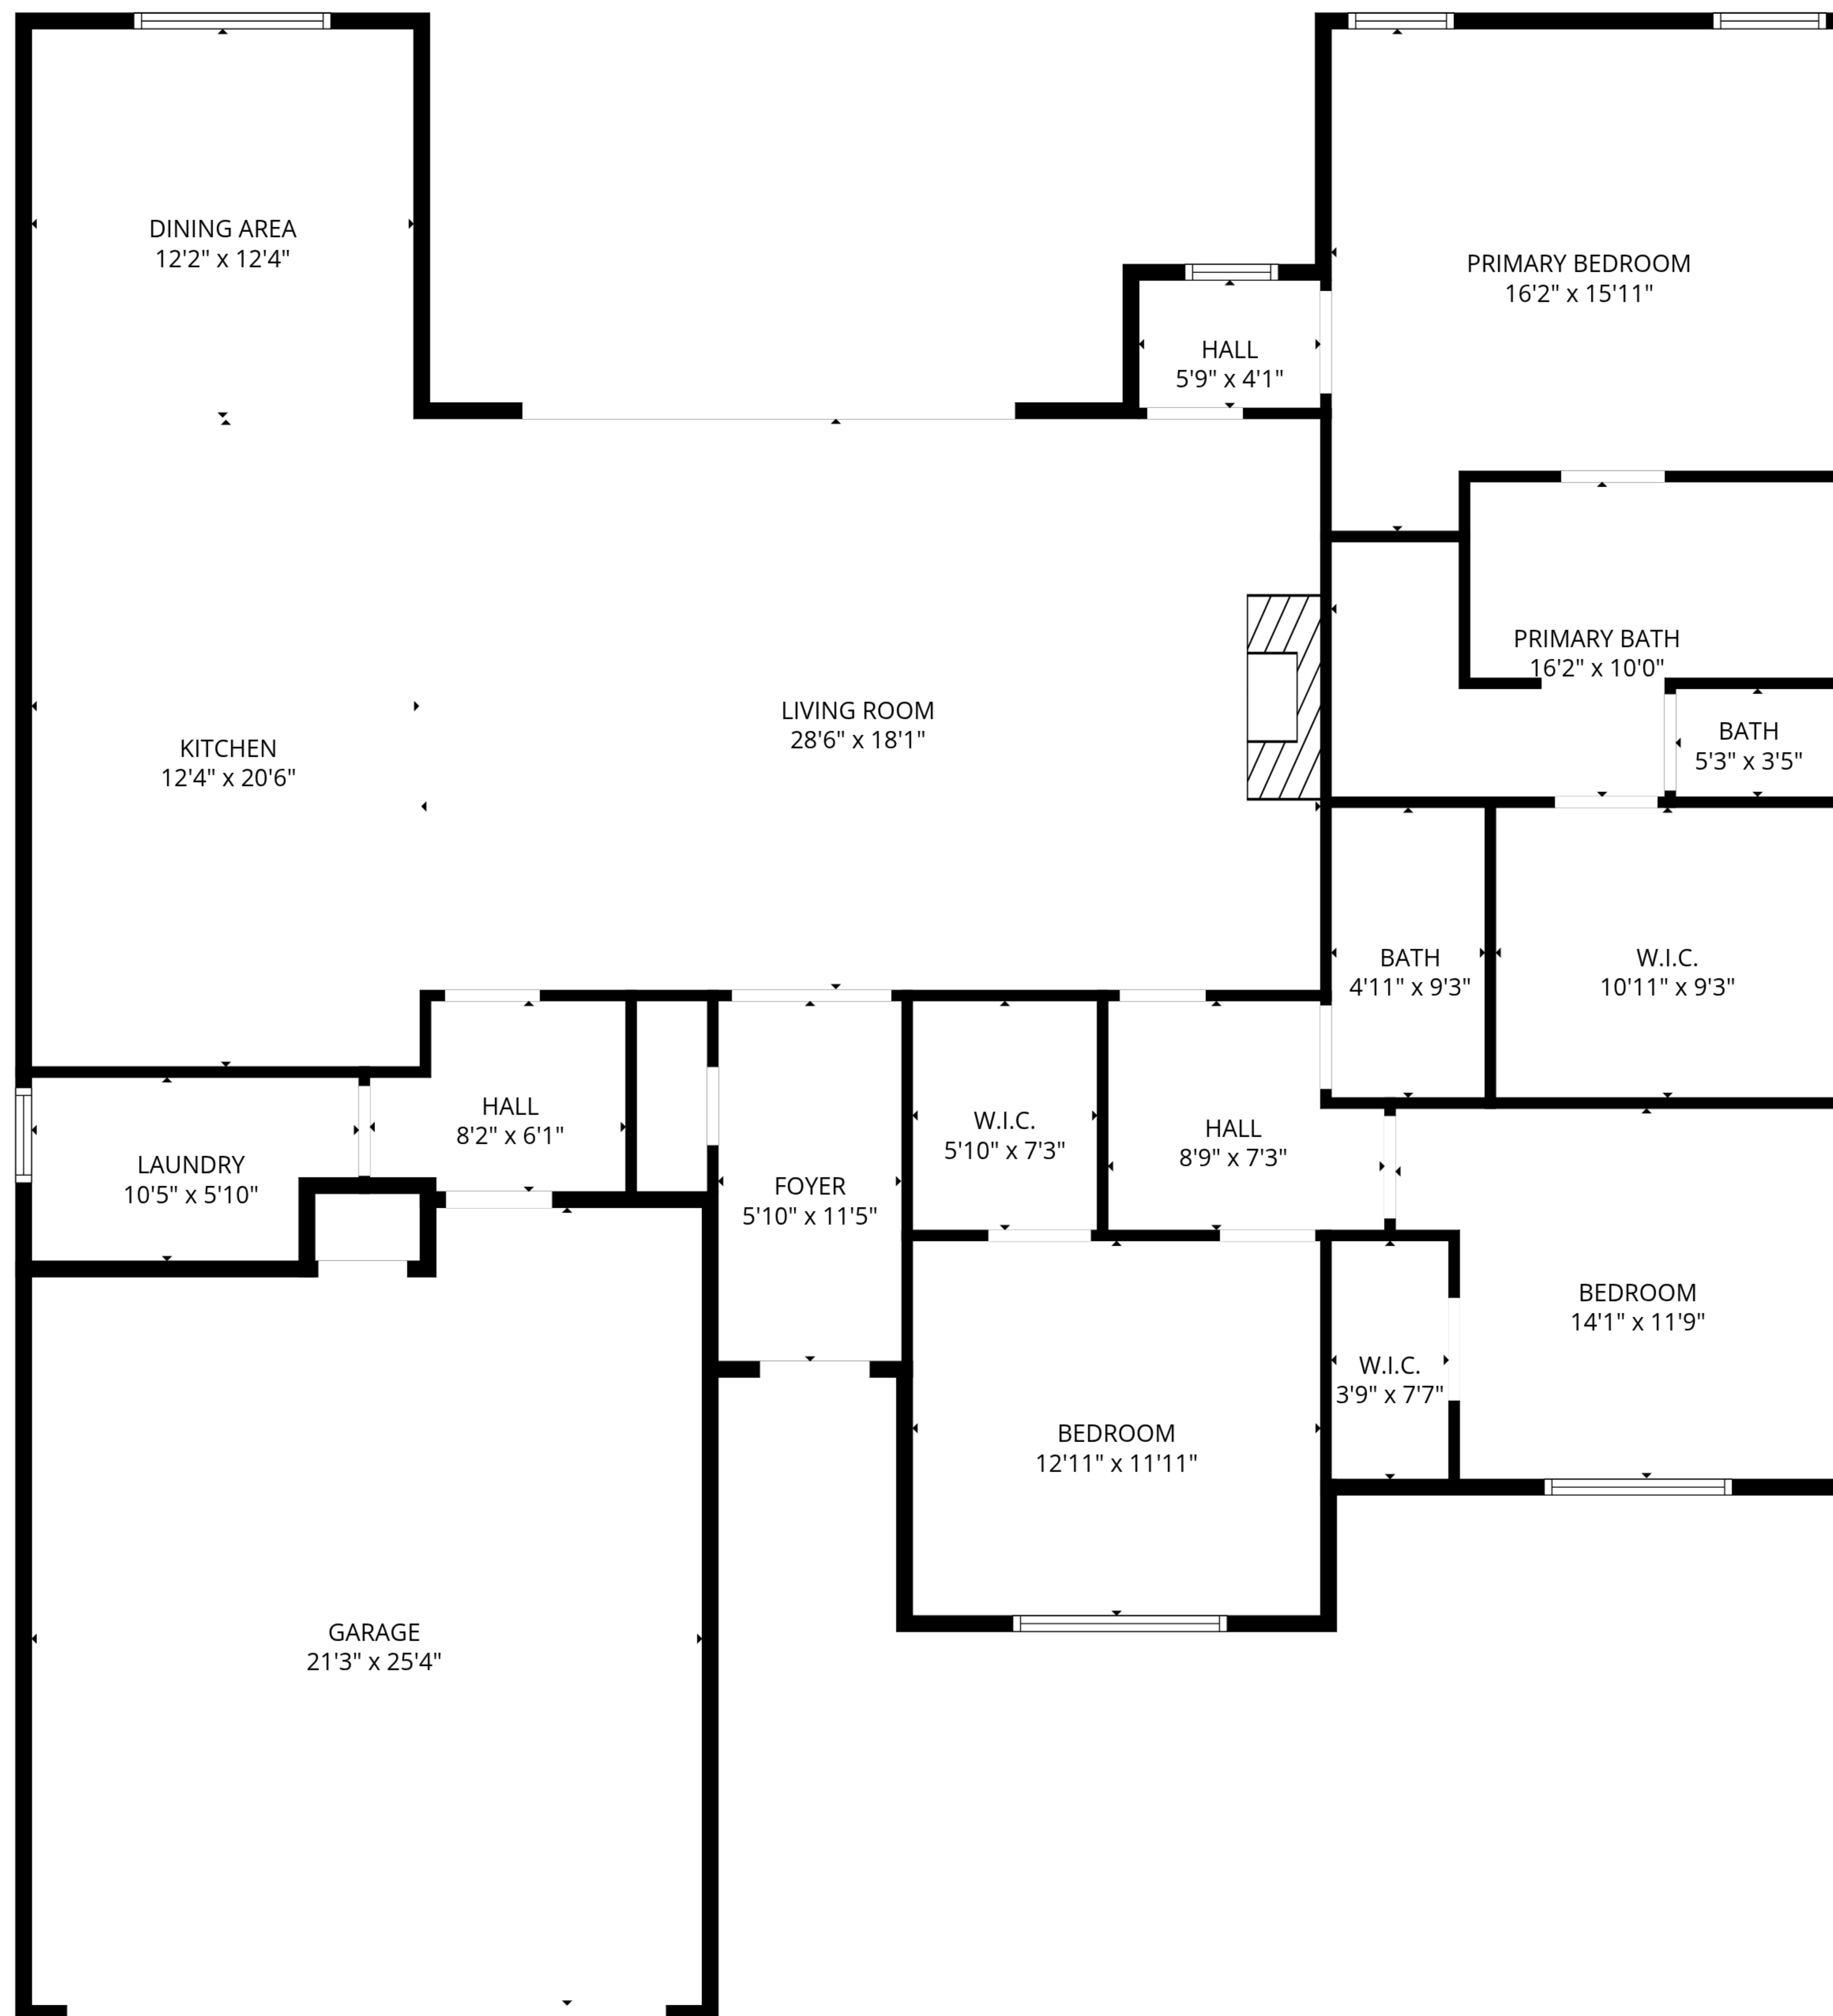 DINING AREA
12'2" x 12'4"
PRIMARY BEDROOM
16'2" x 15'11"
HALL
5'9" x 4'1"
PRIMARY BATH
16'2" x 10'0"
LIVING ROOM
28'6" x 18'1"
BATH
5'3" x 3'5"
KITCHEN
12'4" x 20'6"
BATH
4'11" x 9'3"
W.I.C.
10'11" x 9'3"
HALL
8'2" x 6'1"
W.I.C.
5'10" x 7'3"
HALL
8'9" x 7'3"
LAUNDRY
10'5" x 5'10"
FOYER
5'10" x 11'5"
BEDROOM
14'1" x 11'9"
W.I.C.
3'9" x 7'7"
BEDROOM
12'11" x 11'11"
GARAGE
21'3" x 25'4"